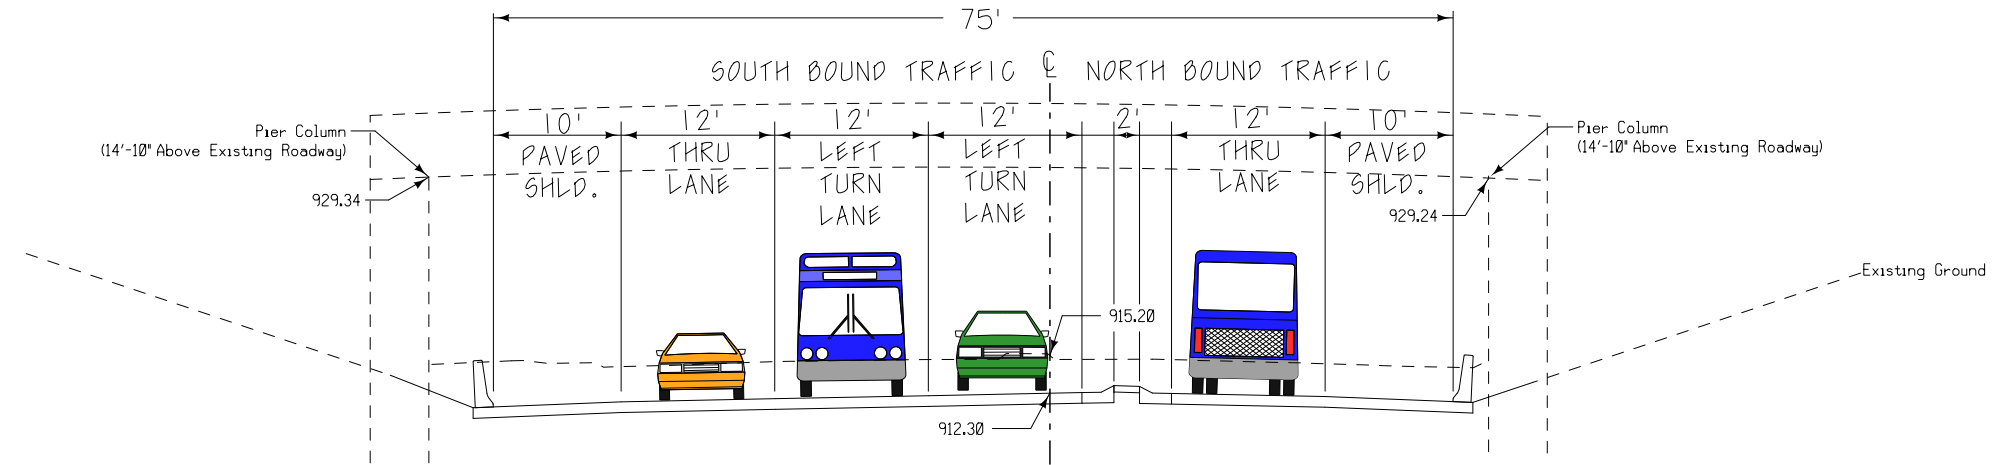 75'
SOUTH BOUND TRAFFIC ℄ NORTH BOUND TRAFFIC
10' 12' 12' 12' 2' 12' 10'
PAVED THRU LEFT LEFT THRU PAVED
SHLD. LANE TURN TURN LANE SHLD.
LANE LANE
Pier Column
(14'-10" Above Existing Roadway)
929.34
Pier Column
(14'-10" Above Existing Roadway)
929.24
Existing Ground
915.20
912.30